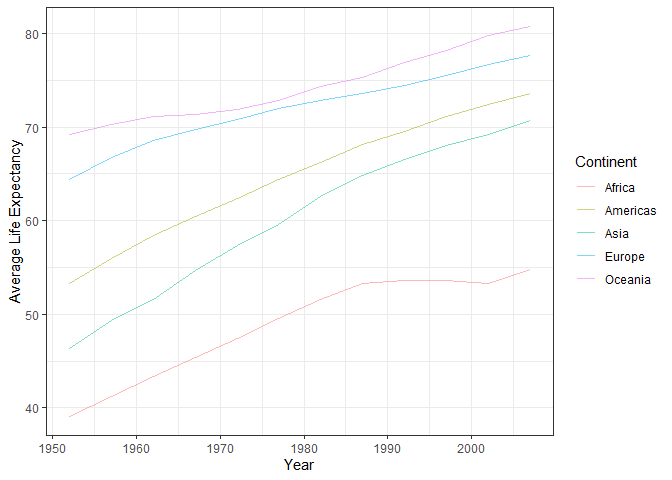 80
70
60
50
40
Average Life Expectancy
1950 1960 1970 1980 1990 2000
Year
Continent
Africa
Americas
Asia
Europe
Oceania